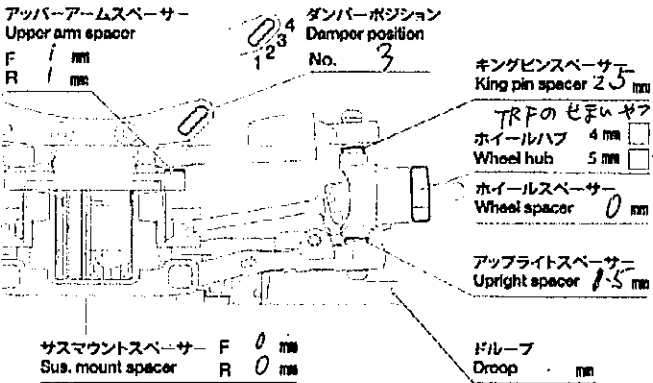 アッパーアームスペーサー
Upper arm spacer
F 1 mm
R 1 mm
ダンパーポジション
Damper position
No. 3
1 2 3 4
キングピンスペーサー
King pin spacer 25 mm
TRFのせまいやつ
ホイールハブ 4 mm
Wheel hub 5 mm
ホイールスペーサー
Wheel spacer 0 mm
アップライトスペーサー
Upright spacer 1.5 mm
サスマウントスペーサー F 0 mm
Sus. mount spacer R 0 mm
ドループ
Droop mm